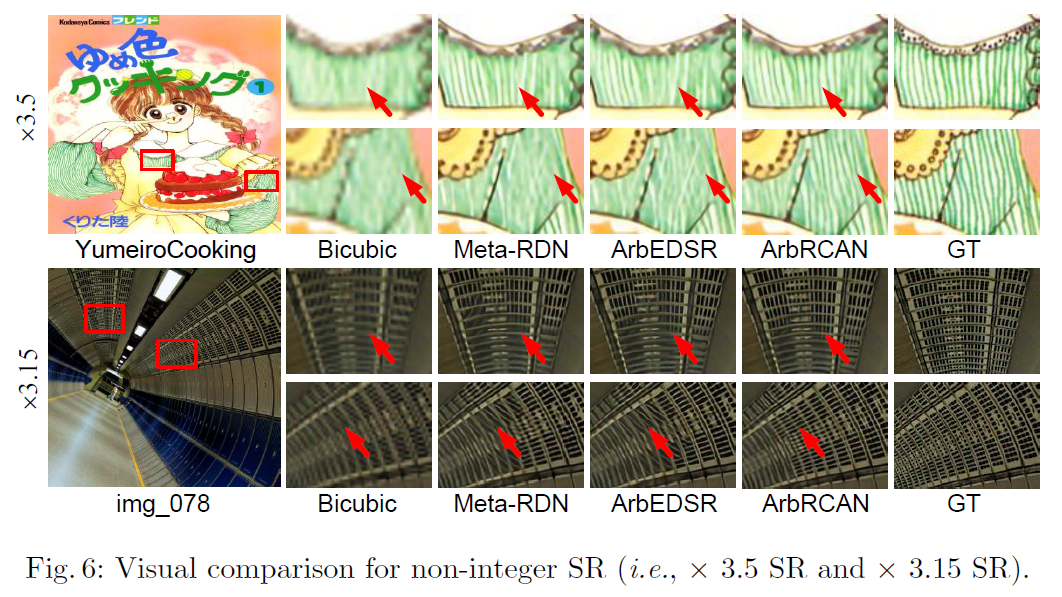 ×3.5
Kodansya Comics フレンド
ゆめ色
クッキング 1
くりた陸
YumeiroCooking Bicubic Meta-RDN ArbEDSR ArbRCAN GT
×3.15
img_078 Bicubic Meta-RDN ArbEDSR ArbRCAN GT
Fig. 6: Visual comparison for non-integer SR (i.e., × 3.5 SR and × 3.15 SR).